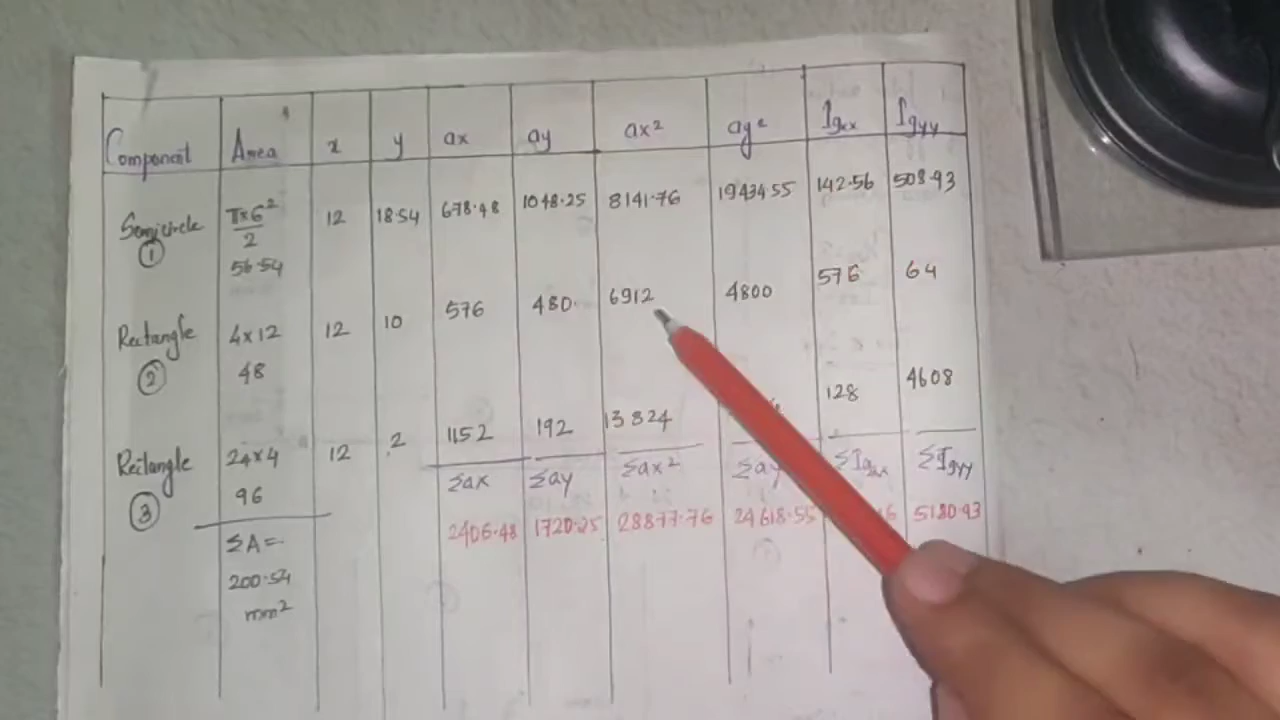 Component Area x y ax ay ax² ay² Igxx Igyy
Semicircle π×6²/2 12 18.54 678.48 1048.25 8141.76 19434.55 142.56 508.93
① 56.54
Rectangle 4×12 12 10 576 480 6912 4800 576 64
② 48
Rectangle 24×4 12 2 1152 192 13824 128 4608
③ 96
Σax Σay Σax² Σay ΣIgxx ΣIgyy
2406.48 1720.25 28877.76 24618.55 5180.93
ΣA=
200.54
mm²